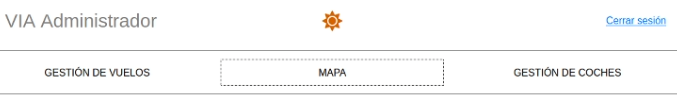 VIA Administrador
Cerrar sesión
GESTIÓN DE VUELOS
MAPA
GESTIÓN DE COCHES